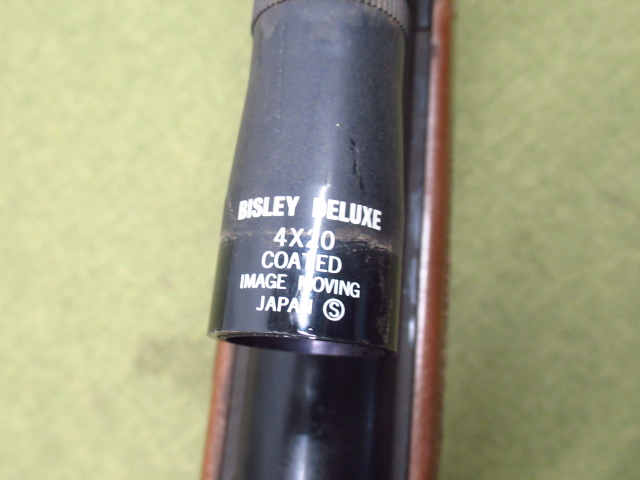 BISLEY DELUXE
4X20
COATED
IMAGE MOVING
JAPAN Ⓢ